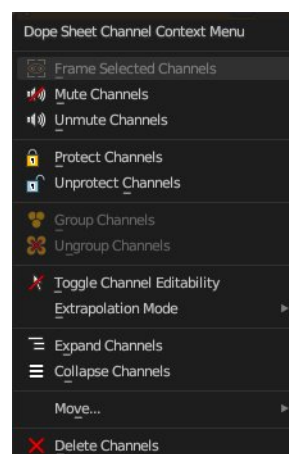 Dope Sheet Channel Context Menu
Frame Selected Channels
Mute Channels
Unmute Channels
Protect Channels
Unprotect Channels
Group Channels
Ungroup Channels
Toggle Channel Editability
Extrapolation Mode
Expand Channels
Collapse Channels
Move...
Delete Channels